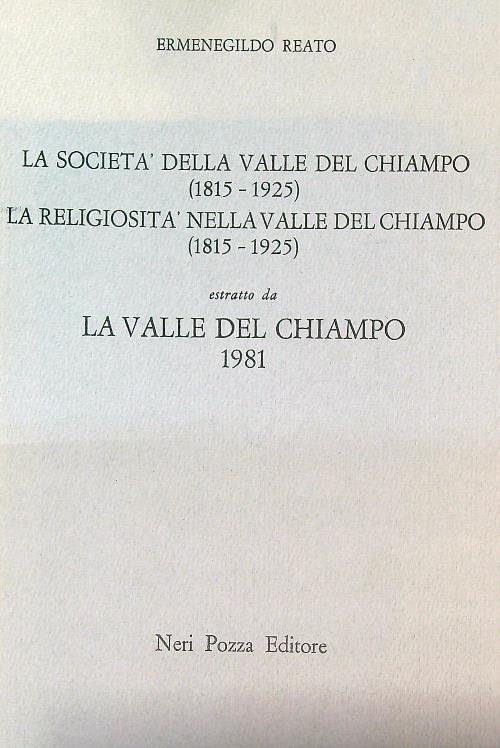 ERMENEGILDO REATO
LA SOCIETA' DELLA VALLE DEL CHIAMPO
(1815 - 1925)
LA RELIGIOSITA' NELLA VALLE DEL CHIAMPO
(1815 - 1925)
estratto da
LA VALLE DEL CHIAMPO
1981
Neri Pozza Editore